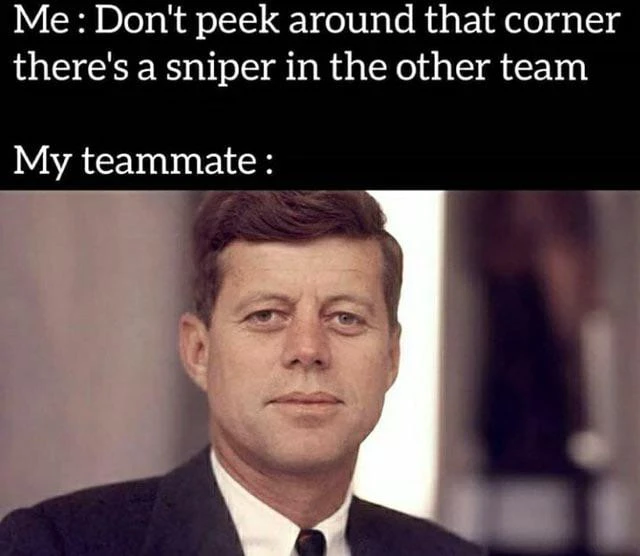 Me : Don't peek around that corner
there's a sniper in the other team
My teammate :